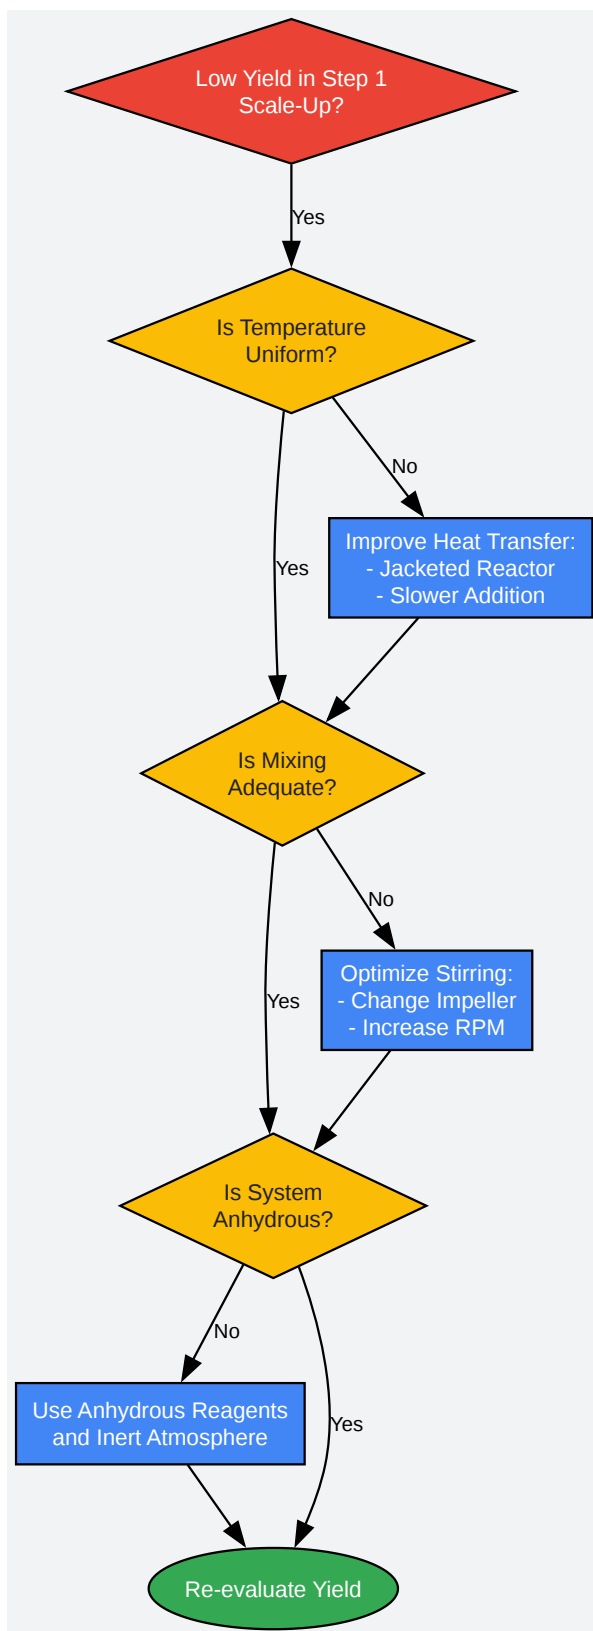 Low Yield in Step 1
Scale-Up?
Yes
Is Temperature
Uniform?
No
Yes
Improve Heat Transfer:
- Jacketed Reactor
- Slower Addition
Is Mixing
Adequate?
No
Yes
Optimize Stirring:
- Change Impeller
- Increase RPM
Is System
Anhydrous?
No
Use Anhydrous Reagents
and Inert Atmosphere
Yes
Re-evaluate Yield